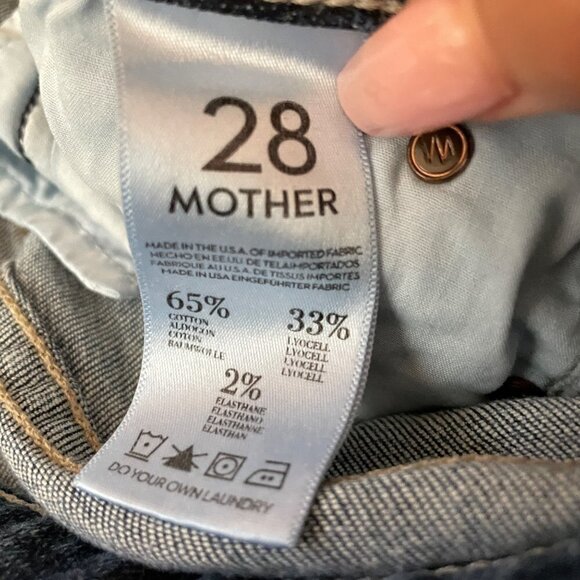 28
MOTHER
MADE IN THE U.S.A. OF IMPORTED FABRIC
HECHO EN EE.UU. DE TELA IMPORTADOS
FABRIQUE AU U.S.A. DE TISSUS IMPORTES
MADE IN USA EINGEFÜHRTER FABRIC
65%
COTTON
ALDOGON
COTON
BAUMWOLLE
33%
LYOCELL
LYOCELL
LYOCELL
LYOCELL
2%
ELASTHANE
ELASTHANO
ELASTHANNE
ELASTHAN
DO YOUR OWN LAUNDRY